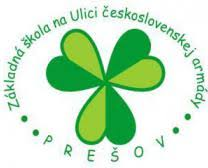 Základná škola na Ulici československej armády
PREŠOV